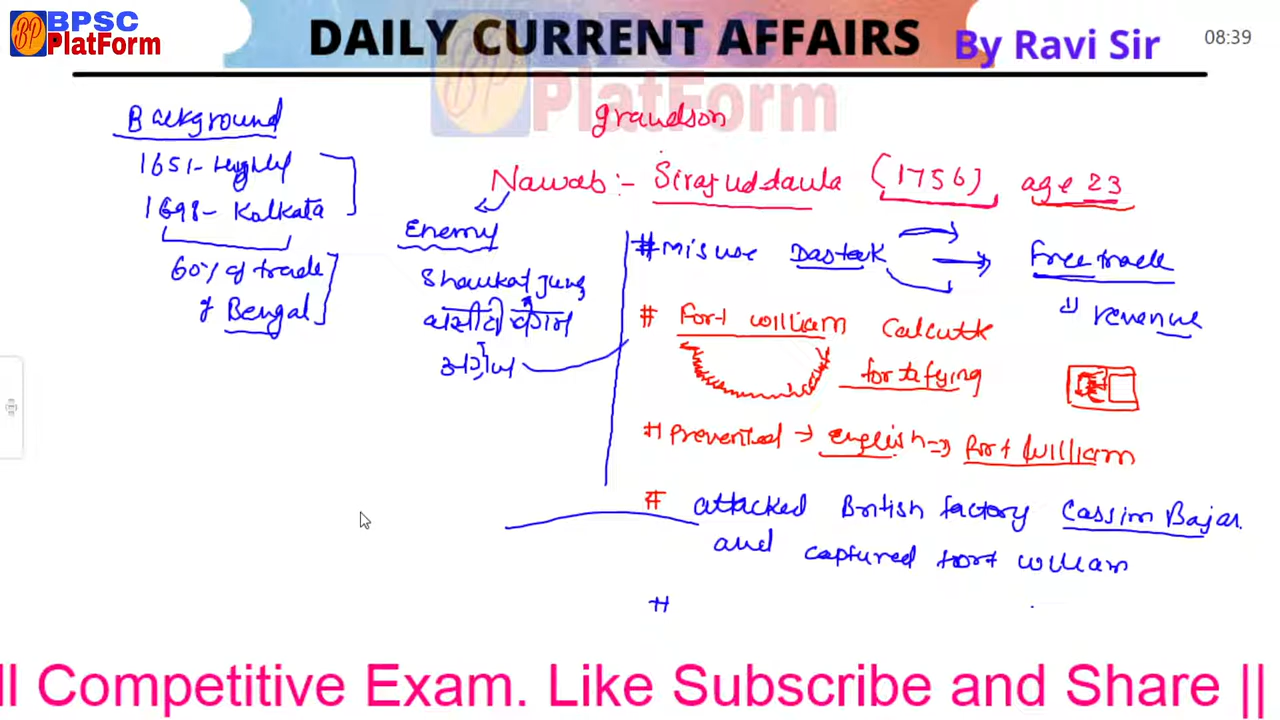 BPSC
PlatForm
DAILY CURRENT AFFAIRS
By Ravi Sir
08:39
PlatForm
Background
1651- Hughly
1698- Kolkata
60% of trade
of Bengal
grandson
Nawab:- Sirajuddaula (1756) age 23
Enemy
Shaukat Jung
घसीटी बेगम
अंग्रेज
# Misuse Dastak → Free trade
↓ revenue
# Fort william Calcutta
fortifying
# Prevented → english → Fort William
# attacked British factory Cassim Bajar
and captured Fort william
#
ll Competitive Exam. Like Subscribe and Share ||